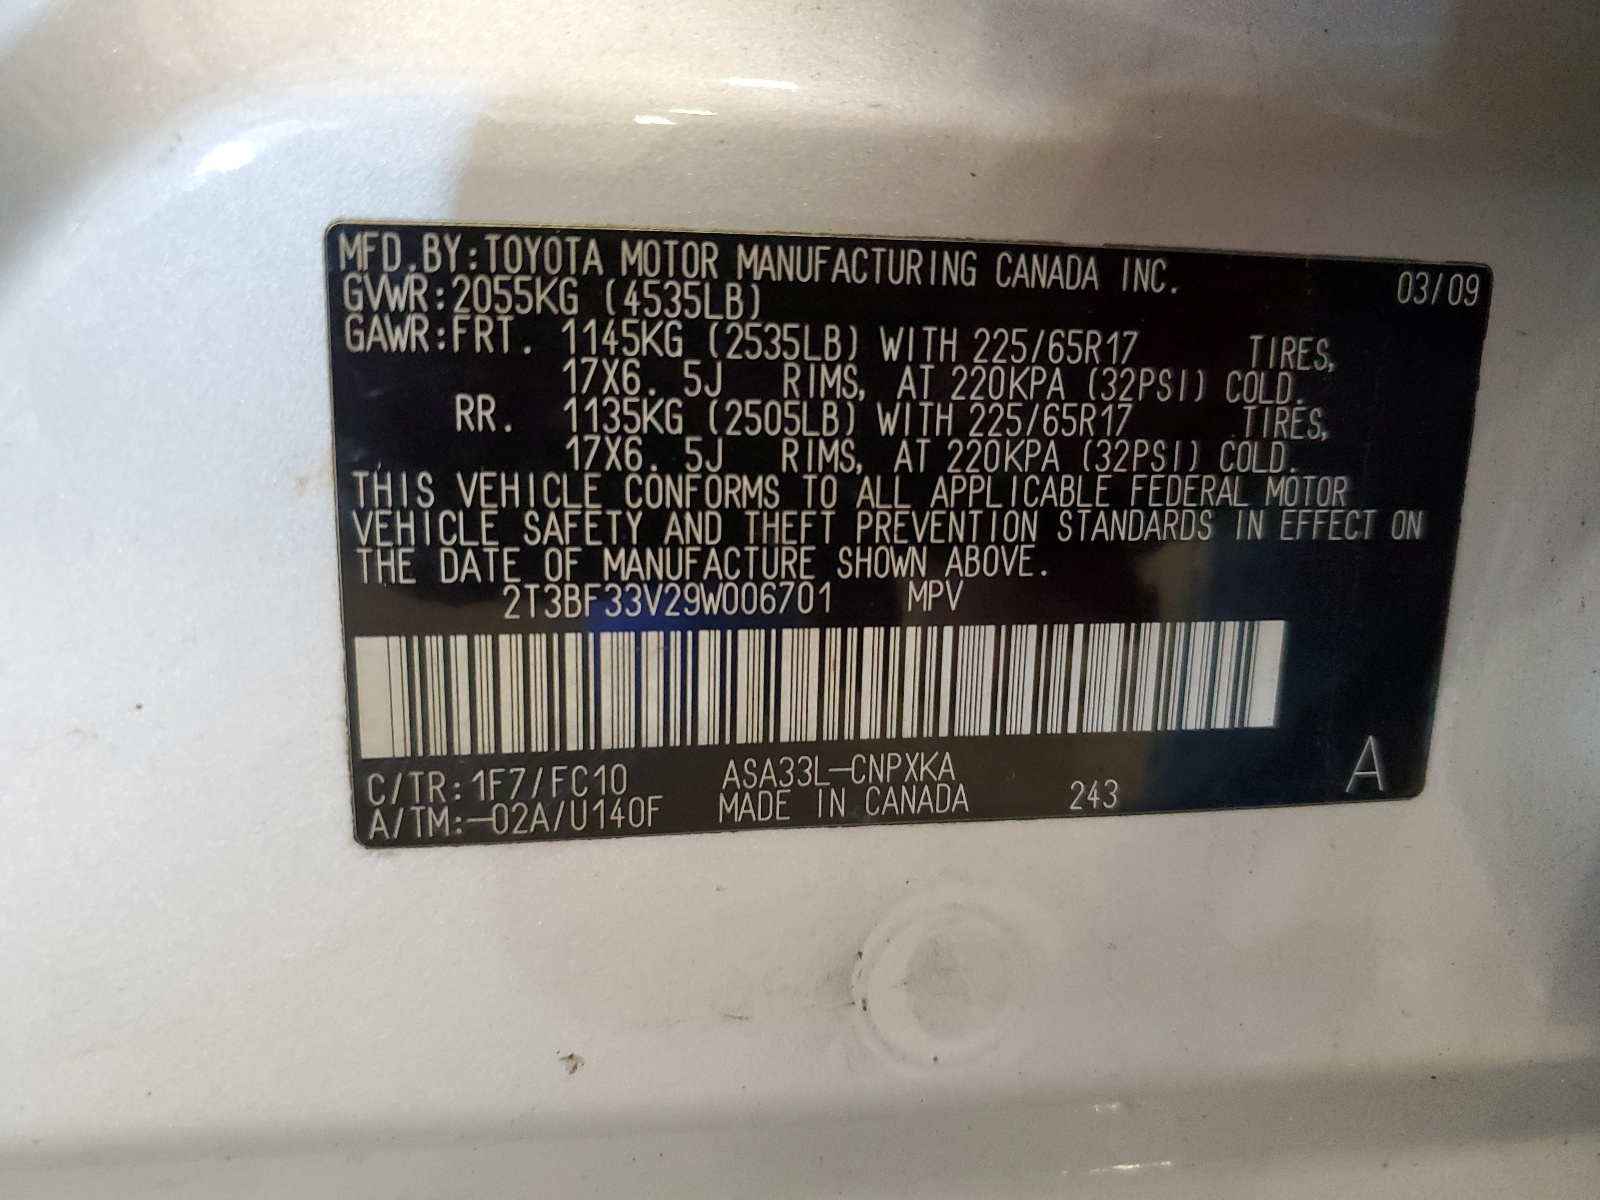 MFD.BY:TOYOTA MOTOR MANUFACTURING CANADA INC. 03/09
GVWR:2055KG (4535LB)
GAWR:FRT. 1145KG (2535LB) WITH 225/65R17 TIRES,
17X6.5J RIMS, AT 220KPA (32PSI) COLD.
RR. 1135KG (2505LB) WITH 225/65R17 TIRES,
17X6.5J RIMS, AT 220KPA (32PSI) COLD.
THIS VEHICLE CONFORMS TO ALL APPLICABLE FEDERAL MOTOR
VEHICLE SAFETY AND THEFT PREVENTION STANDARDS IN EFFECT ON
THE DATE OF MANUFACTURE SHOWN ABOVE.
2T3BF33V29W006701 MPV
C/TR:1F7/FC10 ASA33L-CNPXKA
A/TM:-02A/U140F MADE IN CANADA 243 A